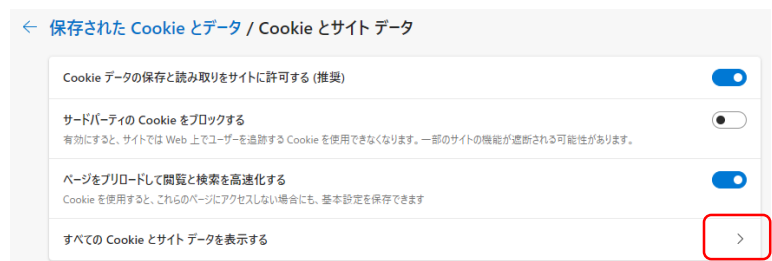 ← 保存された Cookie とデータ / Cookie とサイト データ
Cookie データの保存と読み取りをサイトに許可する (推奨)
サードパーティの Cookie をブロックする
有効にすると、サイトでは Web 上でユーザーを追跡する Cookie を使用できなくなります。一部のサイトの機能が遮断される可能性があります。
ページをプリロードして閲覧と検索を高速化する
Cookie を使用すると、これらのページにアクセスしない場合にも、基本設定を保存できます
すべての Cookie とサイト データを表示する